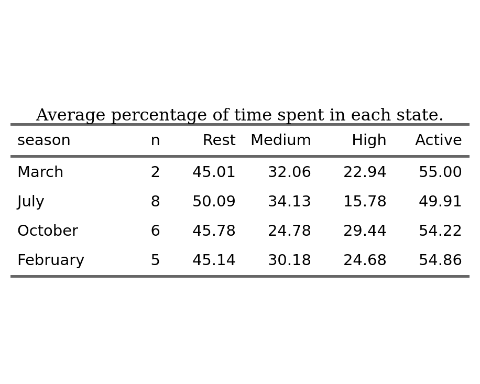 Average percentage of time spent in each state.
season n Rest Medium High Active
March 2 45.01 32.06 22.94 55.00
July 8 50.09 34.13 15.78 49.91
October 6 45.78 24.78 29.44 54.22
February 5 45.14 30.18 24.68 54.86